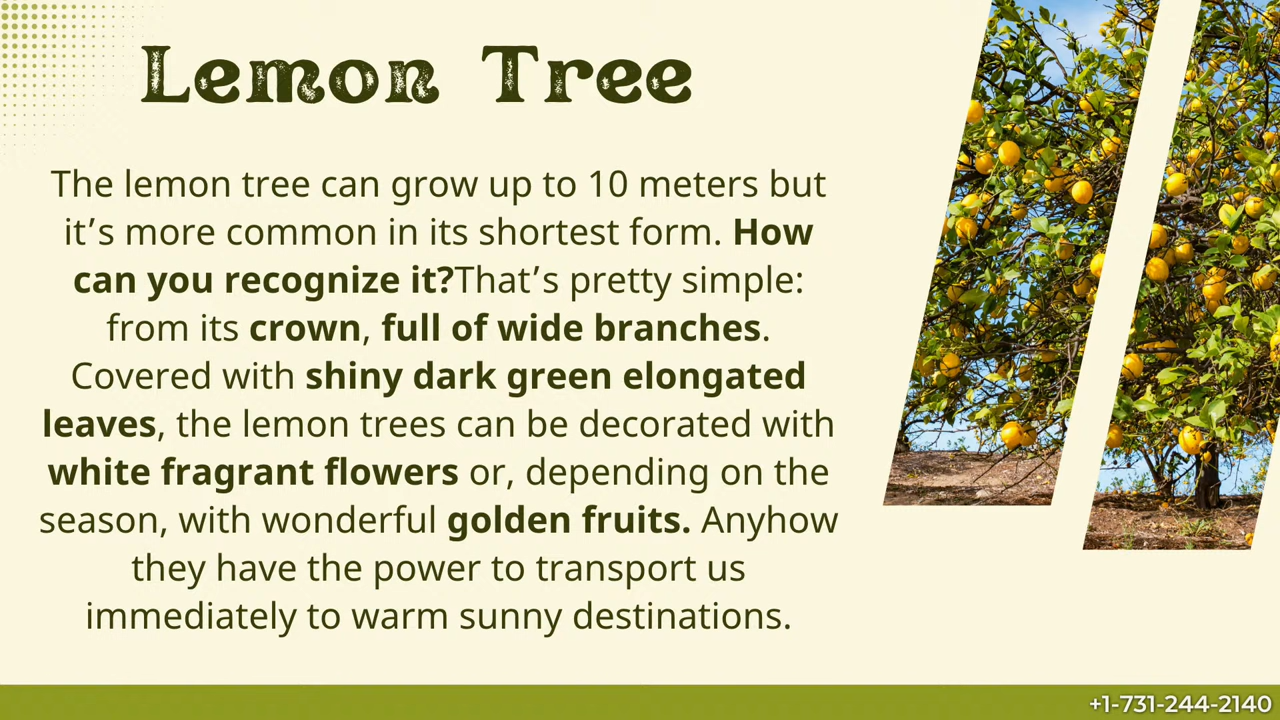 Lemon Tree
The lemon tree can grow up to 10 meters but
it’s more common in its shortest form. How
can you recognize it?That’s pretty simple:
from its crown, full of wide branches.
Covered with shiny dark green elongated
leaves, the lemon trees can be decorated with
white fragrant flowers or, depending on the
season, with wonderful golden fruits. Anyhow
they have the power to transport us
immediately to warm sunny destinations.
+1-731-244-2140